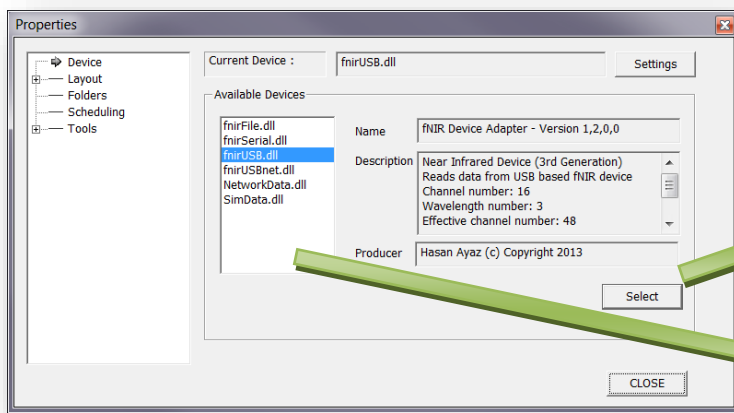 Properties
Device
Layout
Folders
Scheduling
Tools
Current Device :
fnirUSB.dll
Settings
Available Devices
fnirFile.dll
fnirSerial.dll
fnirUSB.dll
fnirUSBnet.dll
NetworkData.dll
SimData.dll
Name
fNIR Device Adapter - Version 1,2,0,0
Description
Near Infrared Device (3rd Generation)
Reads data from USB based fNIR device
Channel number: 16
Wavelength number: 3
Effective channel number: 48
Producer
Hasan Ayaz (c) Copyright 2013
Select
CLOSE